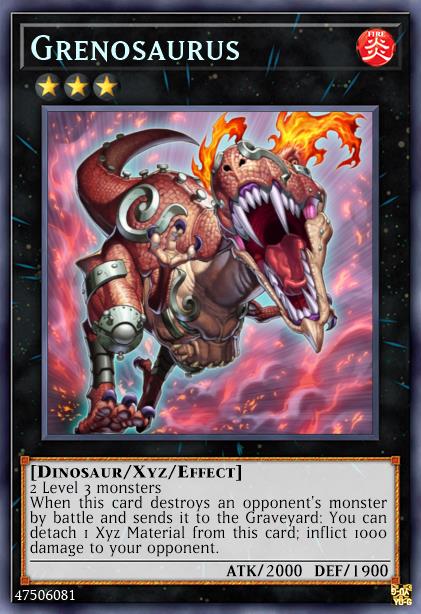 GRENOSAURUS
FIRE
炎
[DINOSAUR/XYZ/EFFECT]
2 Level 3 monsters
When this card destroys an opponent's monster
by battle and sends it to the Graveyard: You can
detach 1 Xyz Material from this card; inflict 1000
damage to your opponent.
ATK/2000 DEF/1900
47506081